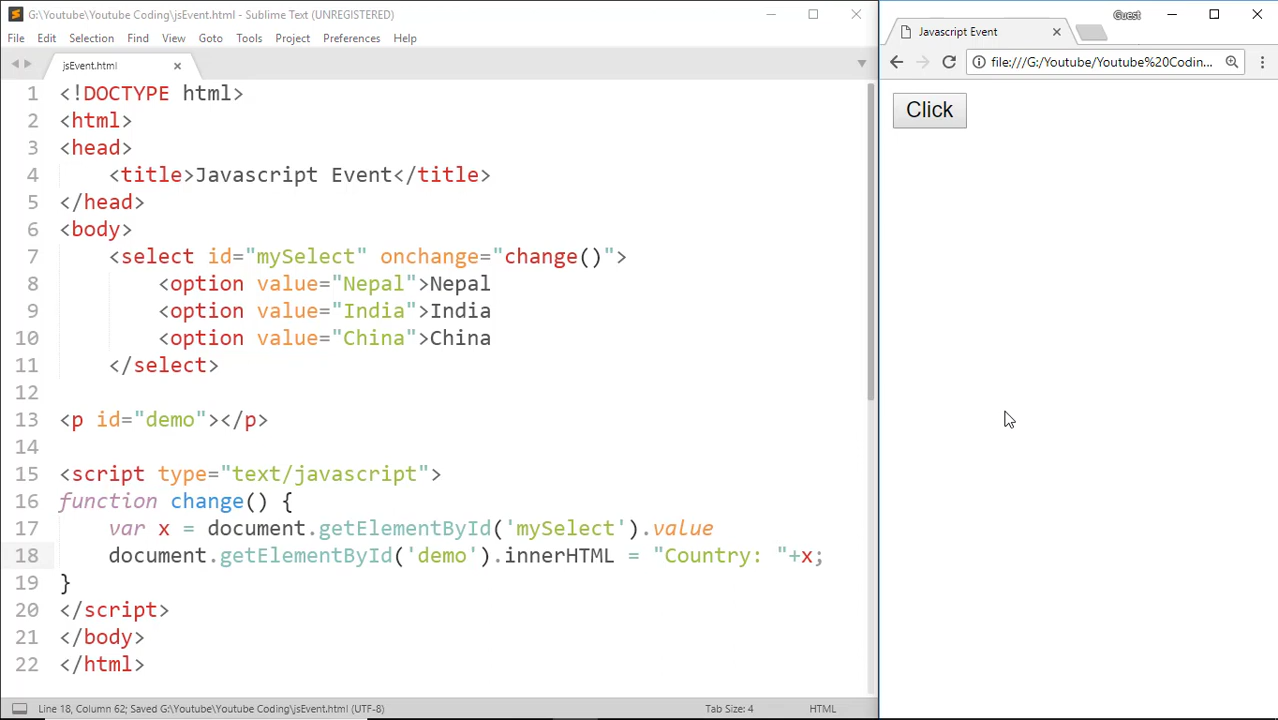 G:\Youtube\Youtube Coding\jsEvent.html - Sublime Text (UNREGISTERED)
File Edit Selection Find View Goto Tools Project Preferences Help
jsEvent.html
1 <!DOCTYPE html>
2 <html>
3 <head>
4     <title>Javascript Event</title>
5 </head>
6 <body>
7     <select id="mySelect" onchange="change()">
8         <option value="Nepal">Nepal
9         <option value="India">India
10         <option value="China">China
11     </select>
12
13 <p id="demo"></p>
14
15 <script type="text/javascript">
16 function change() {
17     var x = document.getElementById('mySelect').value
18     document.getElementById('demo').innerHTML = "Country: "+x;
19 }
20 </script>
21 </body>
22 </html>
Line 18, Column 62; Saved G:\Youtube\Youtube Coding\jsEvent.html (UTF-8) Tab Size: 4 HTML
Guest
Javascript Event
file:///G:/Youtube/Youtube%20Codin...
Click